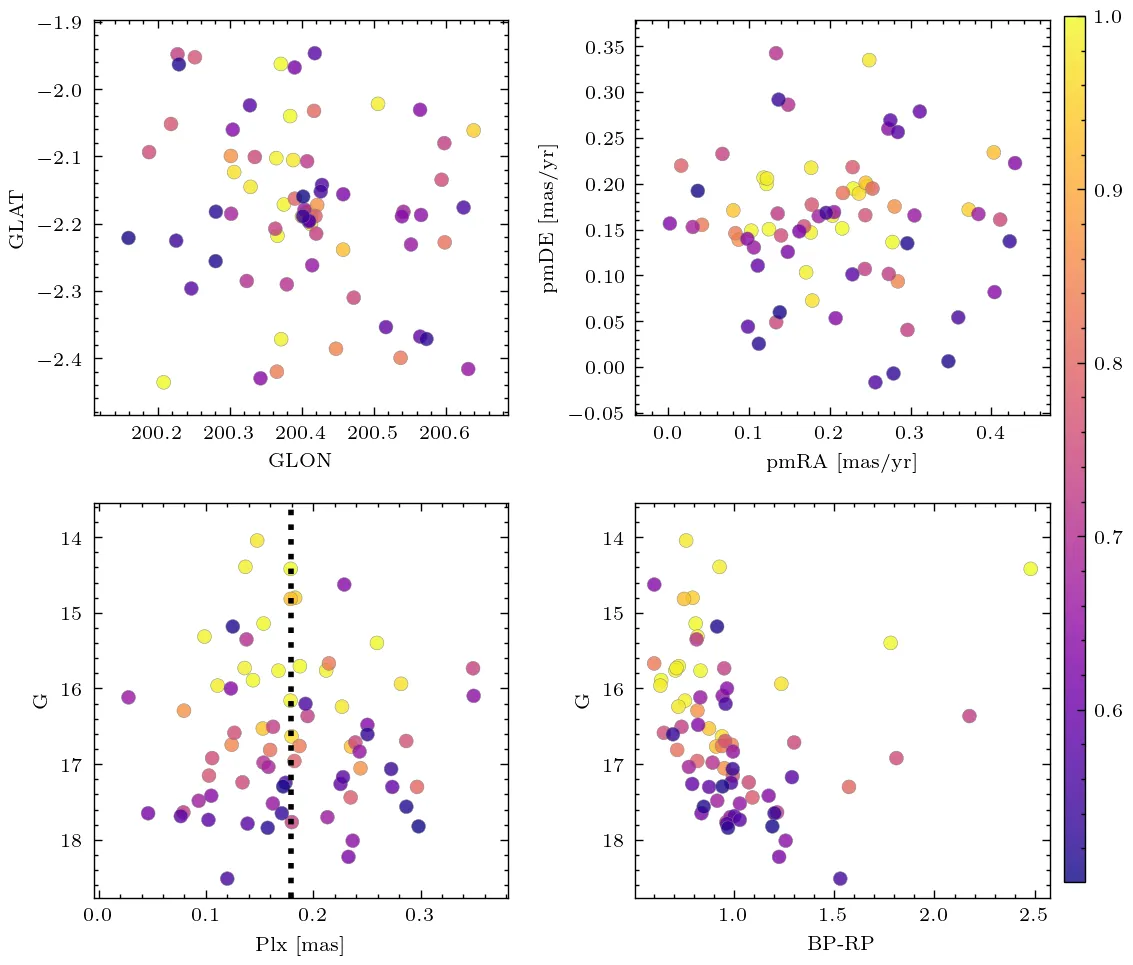 −1.9
−2.0
−2.1
−2.2
−2.3
−2.4
GLAT
200.2 200.3 200.4 200.5 200.6
GLON
0.35
0.30
0.25
0.20
0.15
0.10
0.05
0.00
−0.05
pmDE [mas/yr]
0.0 0.1 0.2 0.3 0.4
pmRA [mas/yr]
14
15
16
17
18
G
0.0 0.1 0.2 0.3
Plx [mas]
14
15
16
17
18
G
1.0 1.5 2.0 2.5
BP-RP
1.0
0.9
0.8
0.7
0.6